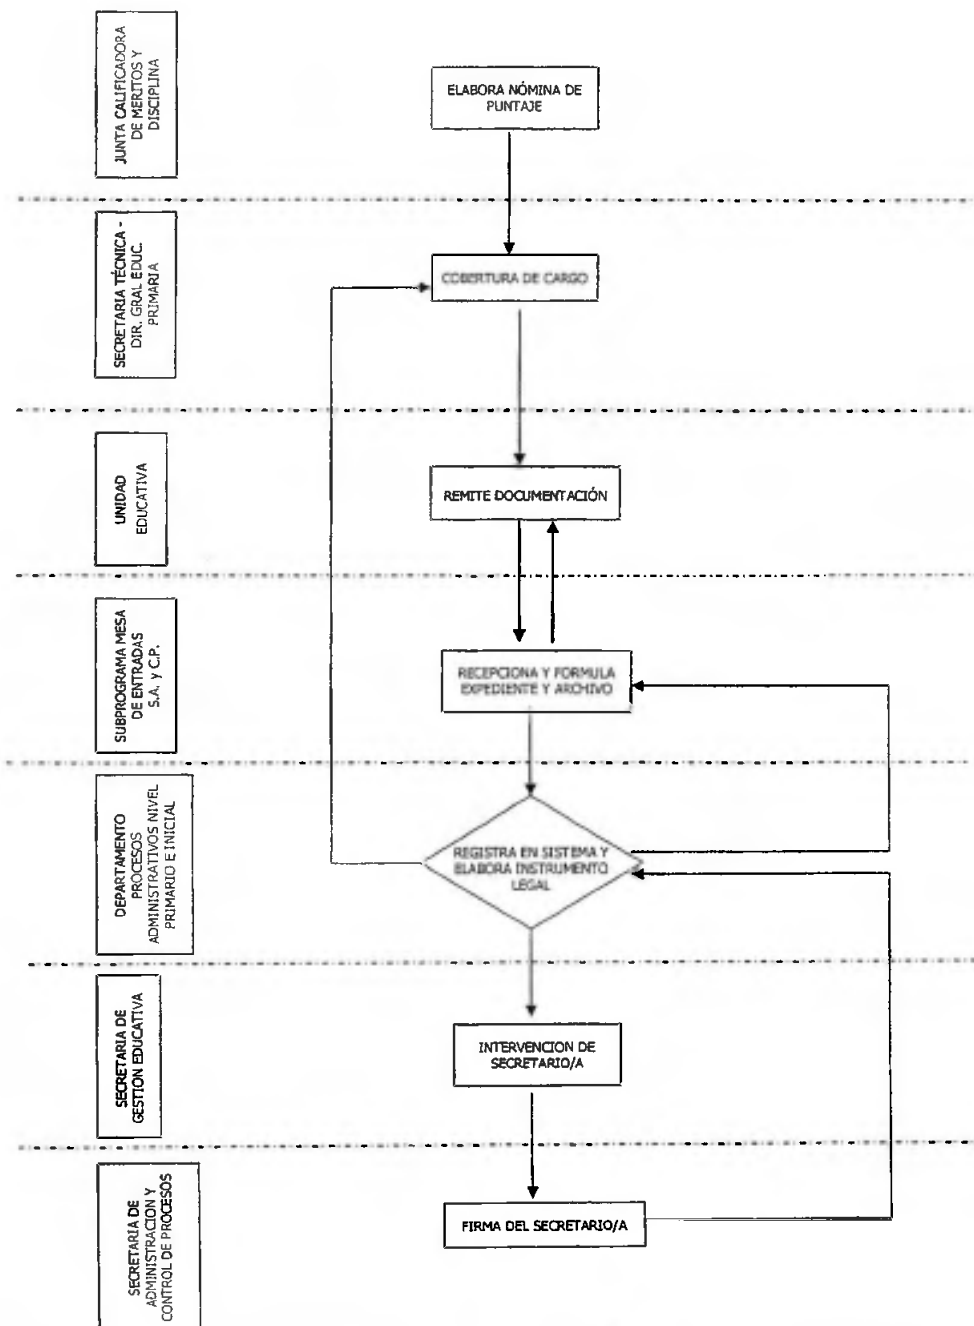 JUNTA CALIFICADORA
DE MERITOS Y
DISCIPLINA
ELABORA NÓMINA DE
PUNTAJE
SECRETARIA TÉCNICA -
DIR. GRAL EDUC.
PRIMARIA
COBERTURA DE CARGO
UNIDAD
EDUCATIVA
REMITE DOCUMENTACIÓN
SUBPROGRAMA MESA
DE ENTRADAS
S.A. y C.P.
RECEPCIONA Y FORMULA
EXPEDIENTE Y ARCHIVO
DEPARTAMENTO
PROCESOS
ADMINISTRATIVOS NIVEL
PRIMARIO E INICIAL
REGISTRA EN SISTEMA Y
ELABORA INSTRUMENTO
LEGAL
SECRETARIA DE
GESTION EDUCATIVA
INTERVENCION DE
SECRETARIO/A
SECRETARIA DE
ADMINISTRACION Y
CONTROL DE PROCESOS
FIRMA DEL SECRETARIO/A